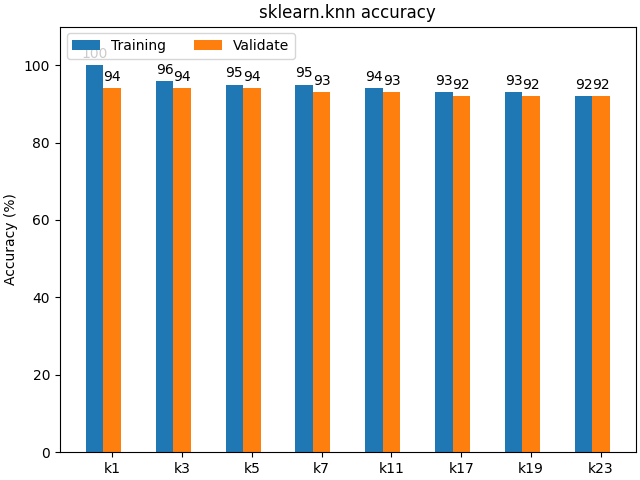 sklearn.knn accuracy
Training Validate
100 94 96 94 95 94 95 93 94 93 93 92 93 92 92 92
Accuracy (%)
100
80
60
40
20
0
k1 k3 k5 k7 k11 k17 k19 k23